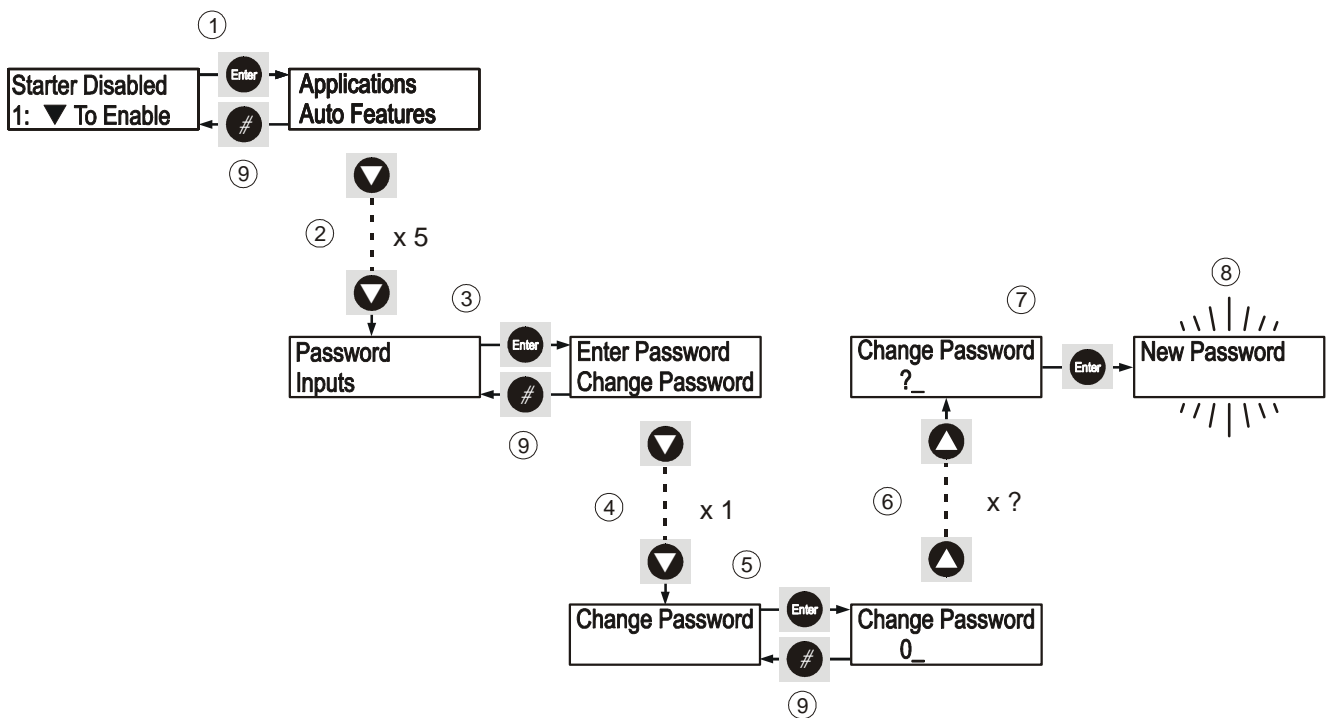 1
Starter Disabled
1: ▼ To Enable
Enter
#
9
Applications
Auto Features
2
x 5
3
Password
Inputs
Enter
#
9
Enter Password
Change Password
4
x 1
5
Change Password
Enter
#
9
Change Password
0_
6
x ?
7
Change Password
?_
Enter
8
New Password